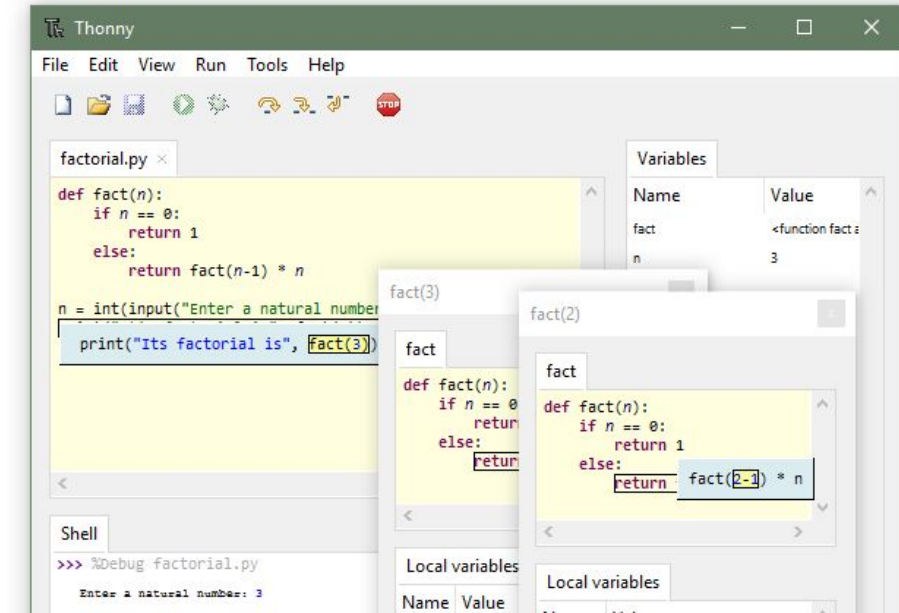 Thonny
File Edit View Run Tools Help
STOP
factorial.py
def fact(n):
    if n == 0:
        return 1
    else:
        return fact(n-1) * n
n = int(input("Enter a natural number
print("Its factorial is", fact(3))
Shell
>>> %Debug factorial.py
Enter a natural number: 3
Variables
Name Value
fact <function fact a
n 3
fact(3)
fact
def fact(n):
    if n == 0
        retur
    else:
        retur
Local variables
Name Value
fact(2)
fact
def fact(n):
    if n == 0:
        return 1
    else:
        return fact(2-1) * n
Local variables